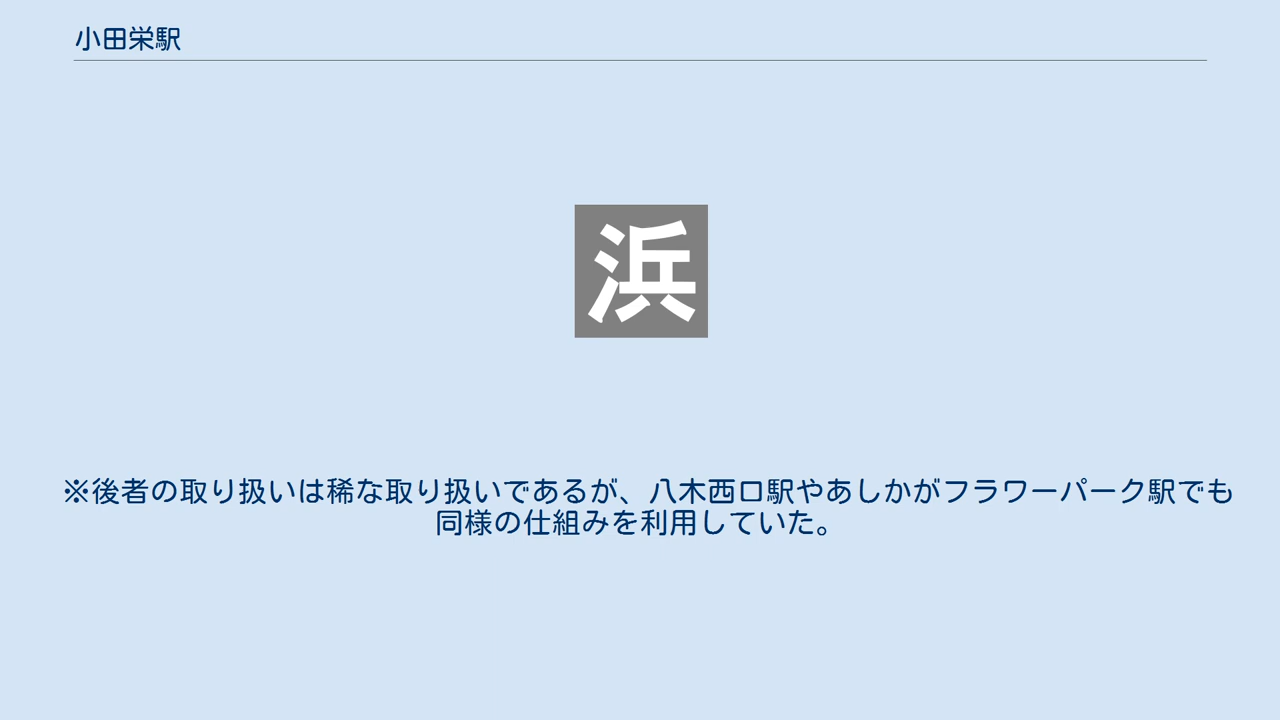 小田栄駅
浜
※後者の取り扱いは稀な取り扱いであるが、八木西口駅やあしかがフラワーパーク駅でも
同様の仕組みを利用していた。